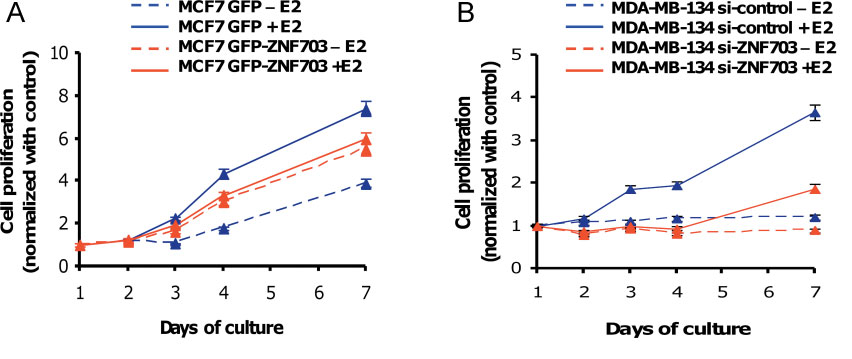 A
MCF7 GFP – E2
MCF7 GFP + E2
MCF7 GFP-ZNF703 – E2
MCF7 GFP-ZNF703 +E2
Cell proliferation
(normalized with control)
10
8
6
4
2
0
1 2 3 4 5 6 7
Days of culture
B
MDA-MB-134 si-control – E2
MDA-MB-134 si-control + E2
MDA-MB-134 si-ZNF703 – E2
MDA-MB-134 si-ZNF703 +E2
Cell proliferation
(normalized with control)
5
4
3
2
1
0
1 2 3 4 5 6 7
Days of culture